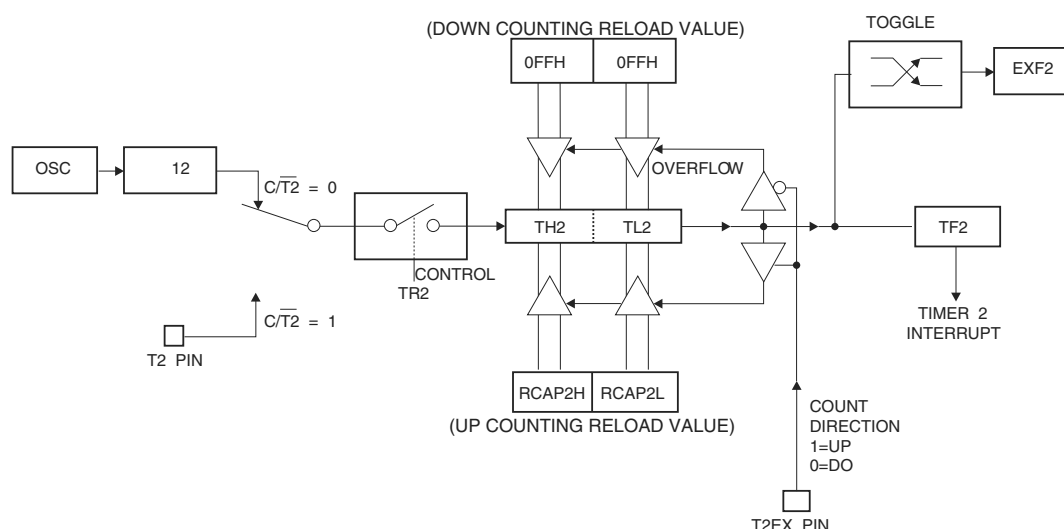 (DOWN COUNTING RELOAD VALUE)
TOGGLE
0FFH
0FFH
EXF2
OSC
12
OVERFLOW
C/T2 = 0
TH2
TL2
TF2
CONTROL
TR2
C/T2 = 1
T2 PIN
TIMER 2
INTERRUPT
RCAP2H
RCAP2L
(UP COUNTING RELOAD VALUE)
COUNT
DIRECTION
1=UP
0=DO
T2EX PIN